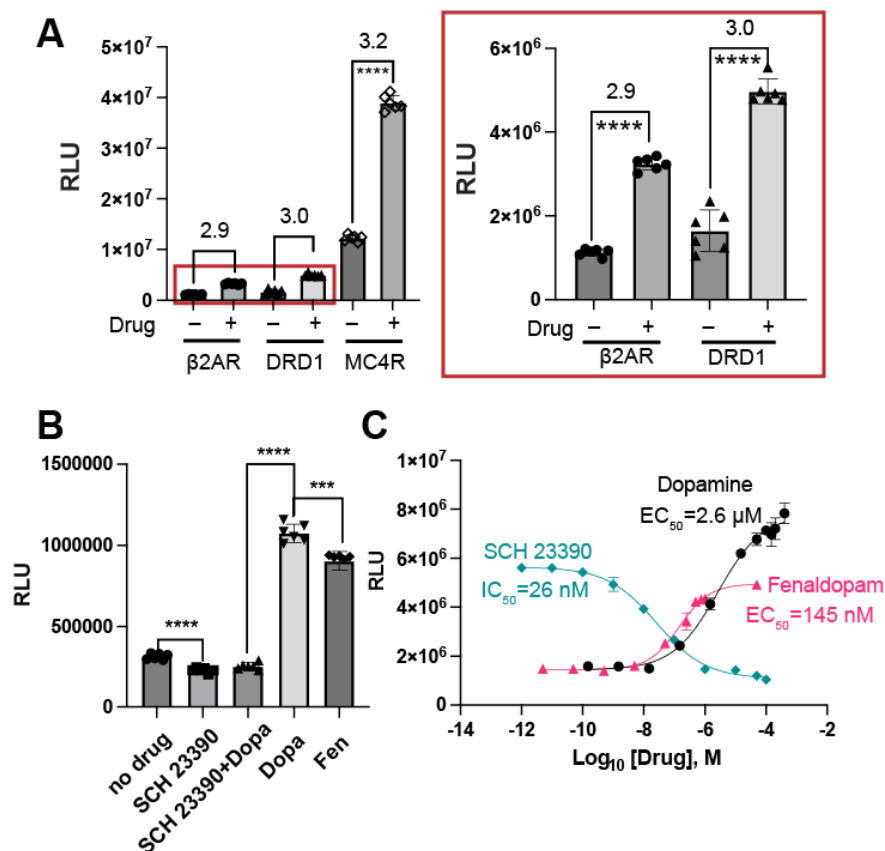 A
RLU
5×10⁷
4×10⁷
3×10⁷
2×10⁷
1×10⁷
0
2.9
3.0
3.2
****
Drug – + – + – +
β2AR DRD1 MC4R
RLU
6×10⁶
4×10⁶
2×10⁶
0
2.9
****
3.0
****
Drug – + – +
β2AR DRD1
B
RLU
1500000
1000000
500000
0
****
****
***
no drug
SCH 23390
SCH 23390+Dopa
Dopa
Fen
C
RLU
1×10⁷
8×10⁶
6×10⁶
4×10⁶
2×10⁶
0
Dopamine
EC₅₀=2.6 µM
SCH 23390
IC₅₀=26 nM
Fenaldopam
EC₅₀=145 nM
-14 -12 -10 -8 -6 -4 -2
Log₁₀ [Drug], M